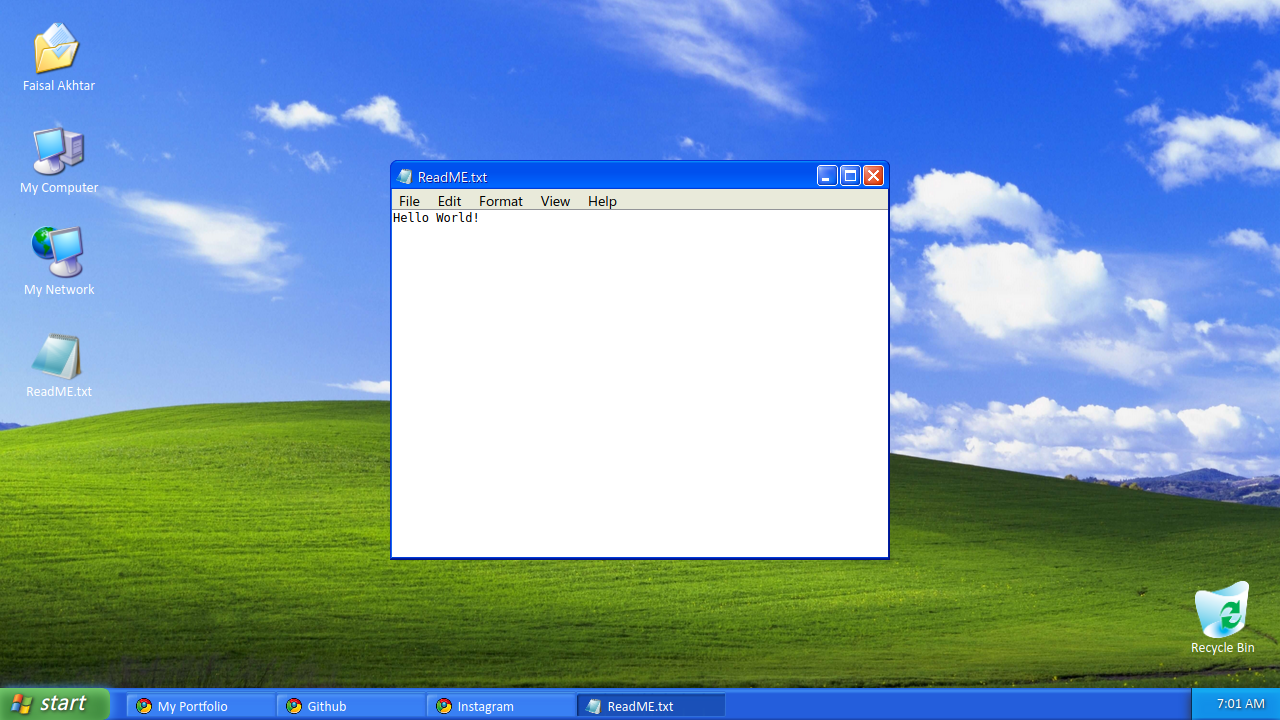 Faisal Akhtar
My Computer
My Network
ReadME.txt
ReadME.txt
File Edit Format View Help
Hello World!
Recycle Bin
start My Portfolio Github Instagram ReadME.txt 7:01 AM